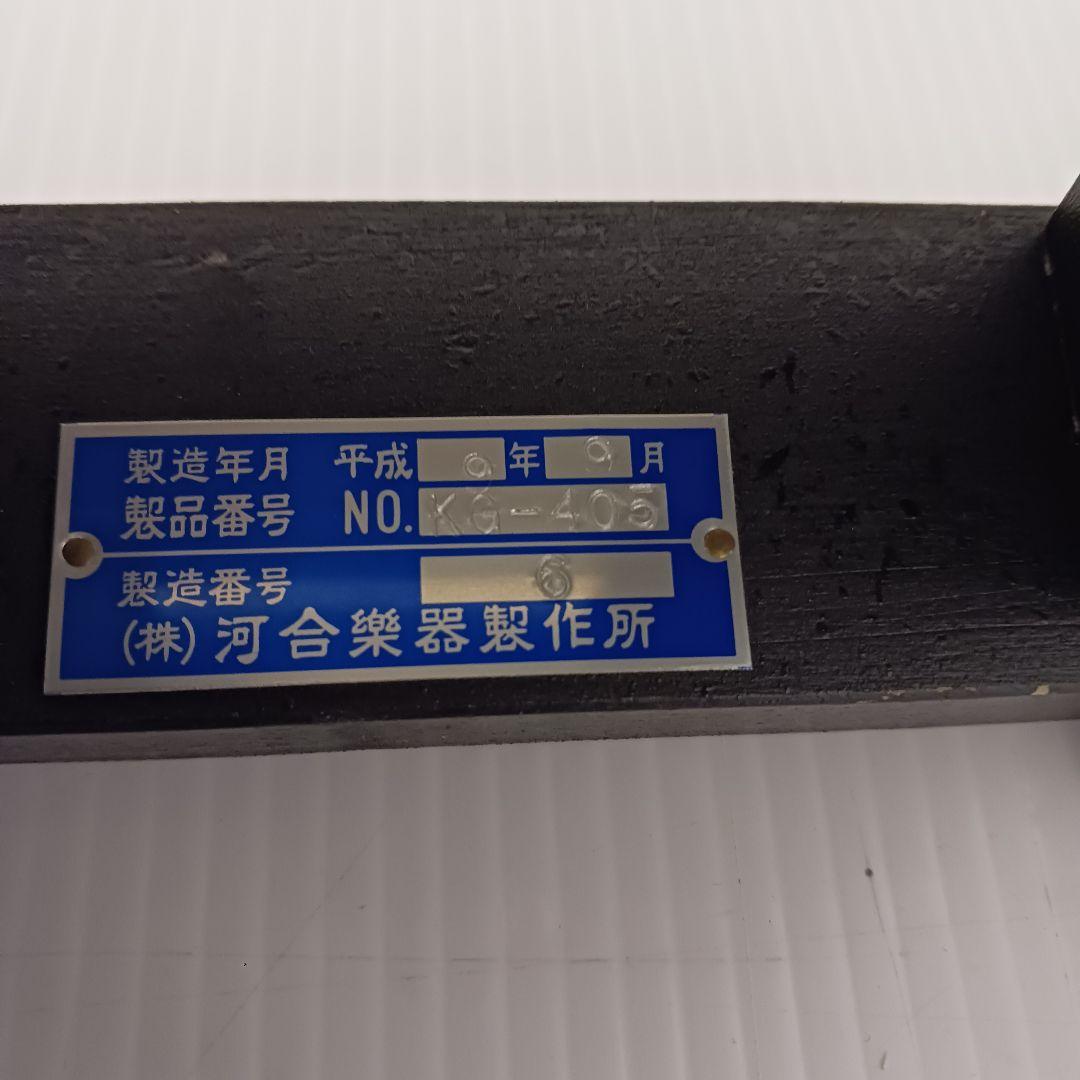 製造年月 平成 9 年 9 月
製品番号 NO. KG-405
製造番号 6
(株)河合樂器製作所